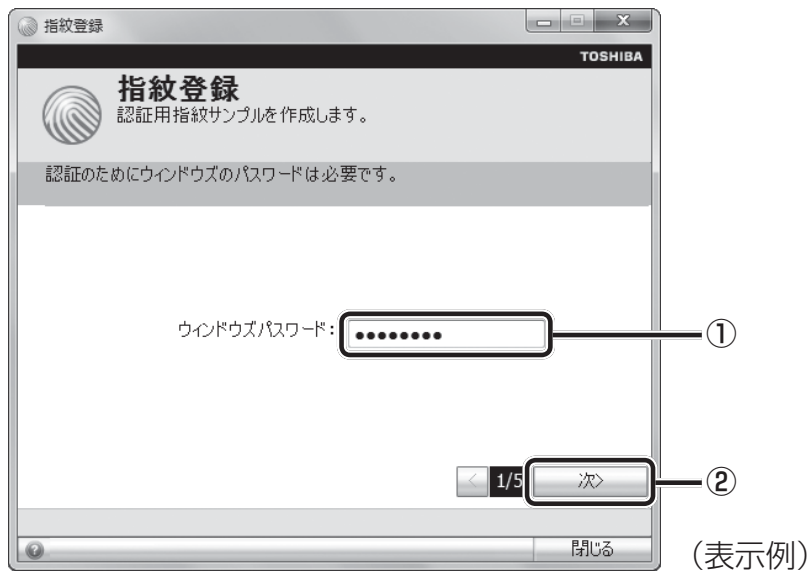 指紋登録
TOSHIBA
指紋登録
認証用指紋サンプルを作成します。
認証のためにウィンドウズのパスワードは必要です。
ウィンドウズパスワード: ●●●●●●●● ①
< 1/5 次> ②
? 閉じる
(表示例)